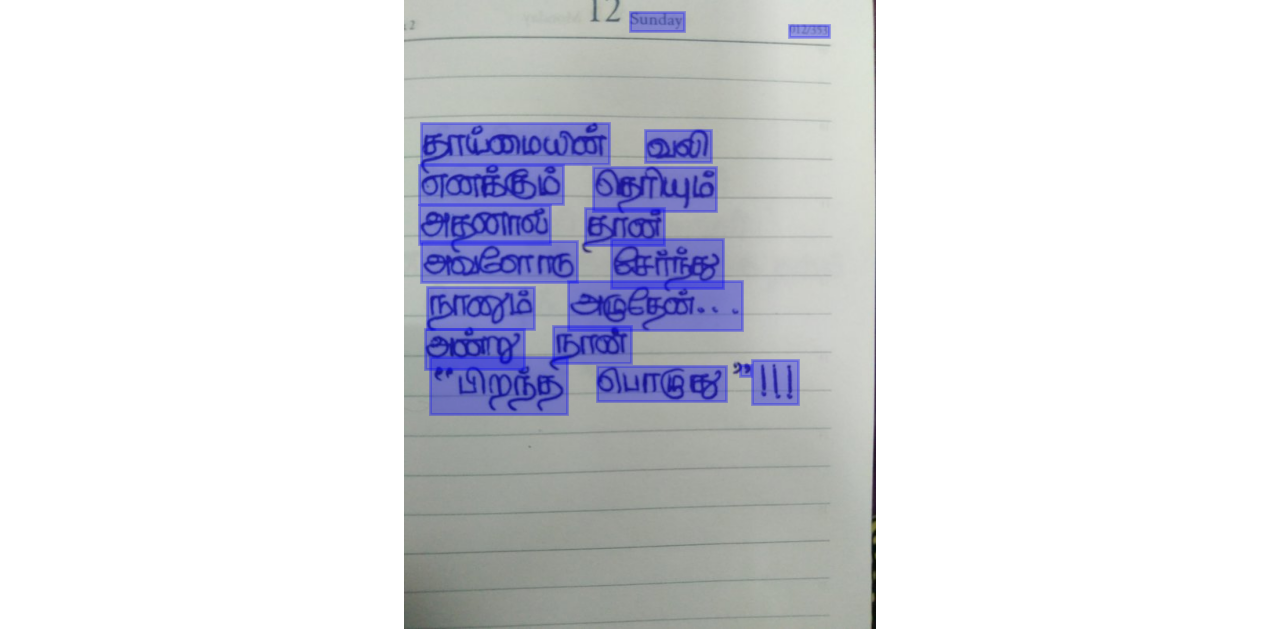 12 Sunday 012/353
தாய்மையின் வலி
எனக்கும் தெரியும்
அதனால் தான்
அவளோடு சேர்ந்து
நானும் அழுதேன்...
அன்று நான்
"பிறந்த பொழுது"!!!